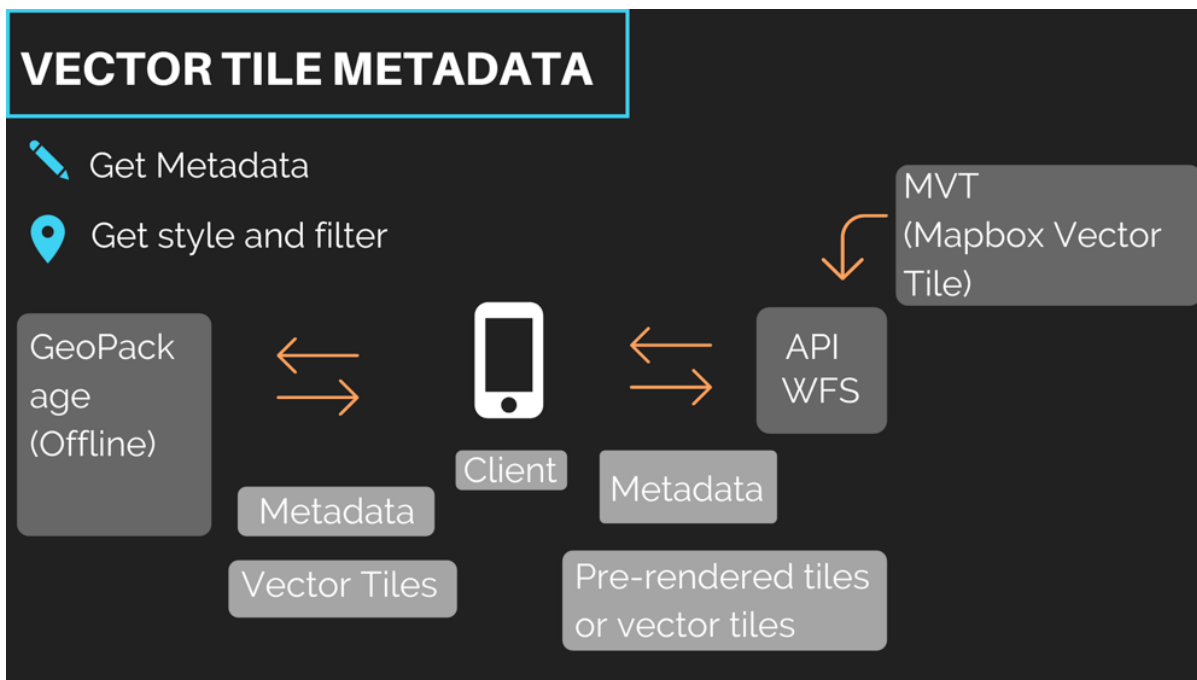 VECTOR TILE METADATA
Get Metadata
Get style and filter
MVT
(Mapbox Vector
Tile)
GeoPack
age
(Offline)
API
WFS
Client
Metadata
Metadata
Vector Tiles
Pre-rendered tiles
or vector tiles